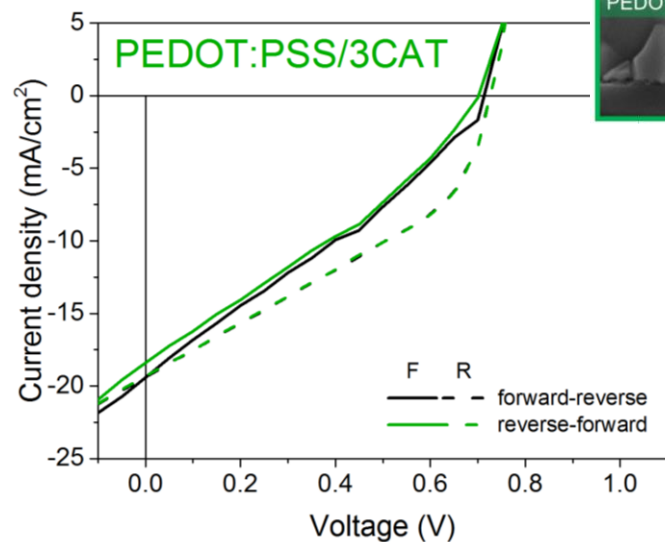 PEDOT
PEDOT:PSS/3CAT
5
0
-5
-10
-15
-20
-25
Current density (mA/cm²)
F R
forward-reverse
reverse-forward
0.0 0.2 0.4 0.6 0.8 1.0
Voltage (V)